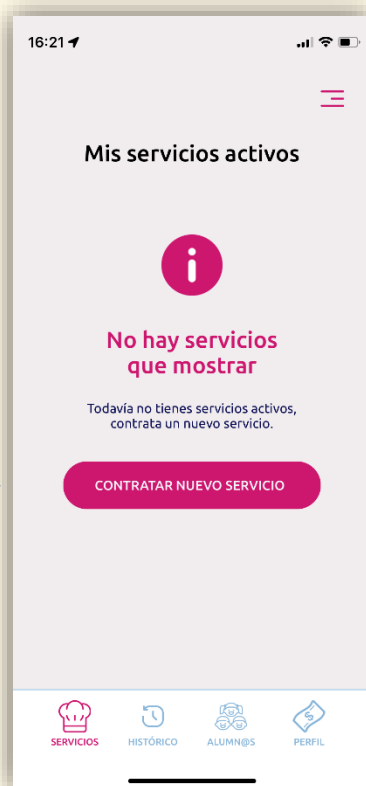 16:21
Mis servicios activos
No hay servicios
que mostrar
Todavía no tienes servicios activos,
contrata un nuevo servicio.
CONTRATAR NUEVO SERVICIO
SERVICIOS HISTÓRICO ALUMN@S PERFIL